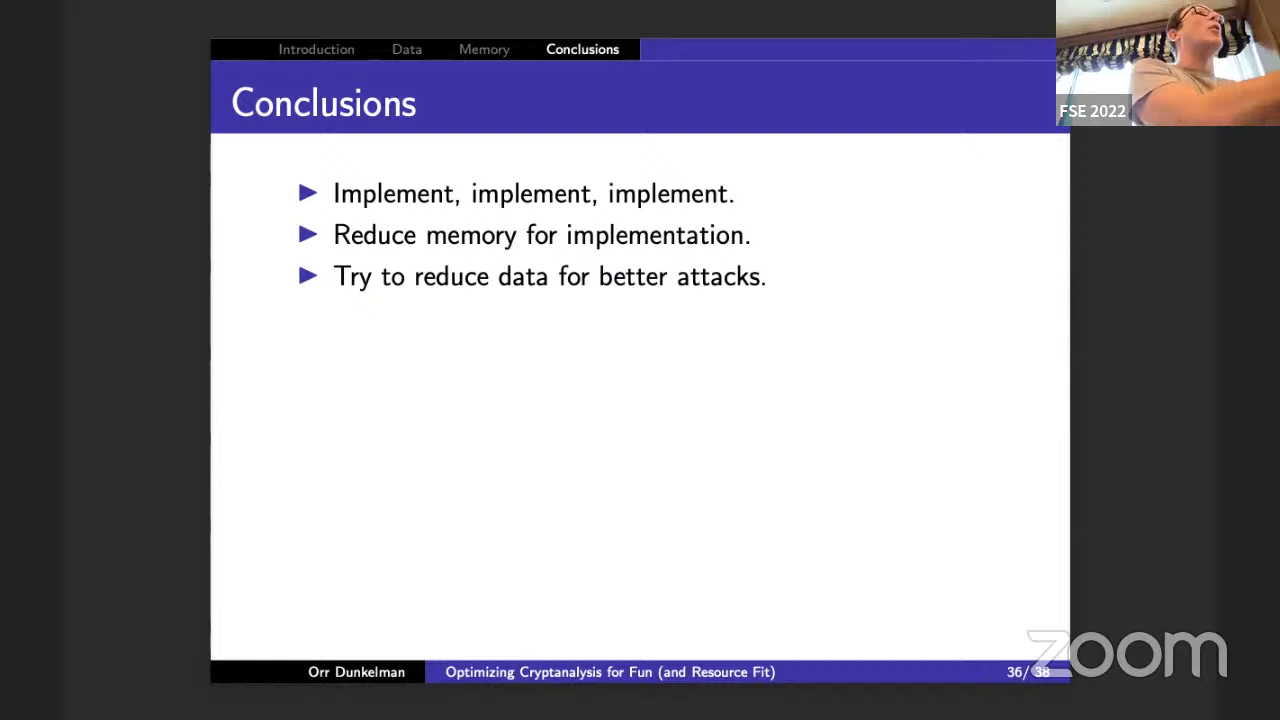 Introduction Data Memory Conclusions
Conclusions
FSE 2022
Implement, implement, implement.
Reduce memory for implementation.
Try to reduce data for better attacks.
Orr Dunkelman Optimizing Cryptanalysis for Fun (and Resource Fit) 36/38
zoom